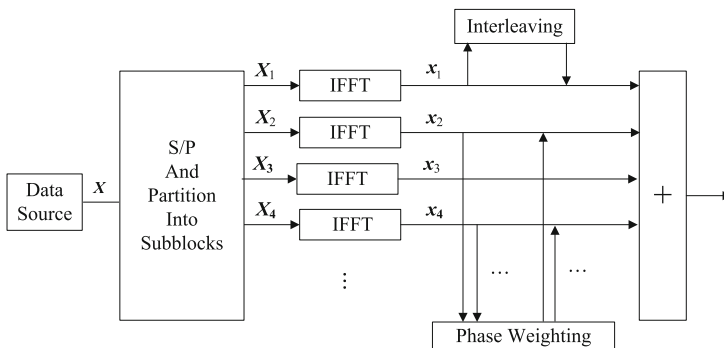 Interleaving
X₁ IFFT x₁
X₂ IFFT x₂
X₃ IFFT x₃
X₄ IFFT x₄
Data
Source
X
S/P
And
Partition
Into
Subblocks
+
⋮
... ...
Phase Weighting